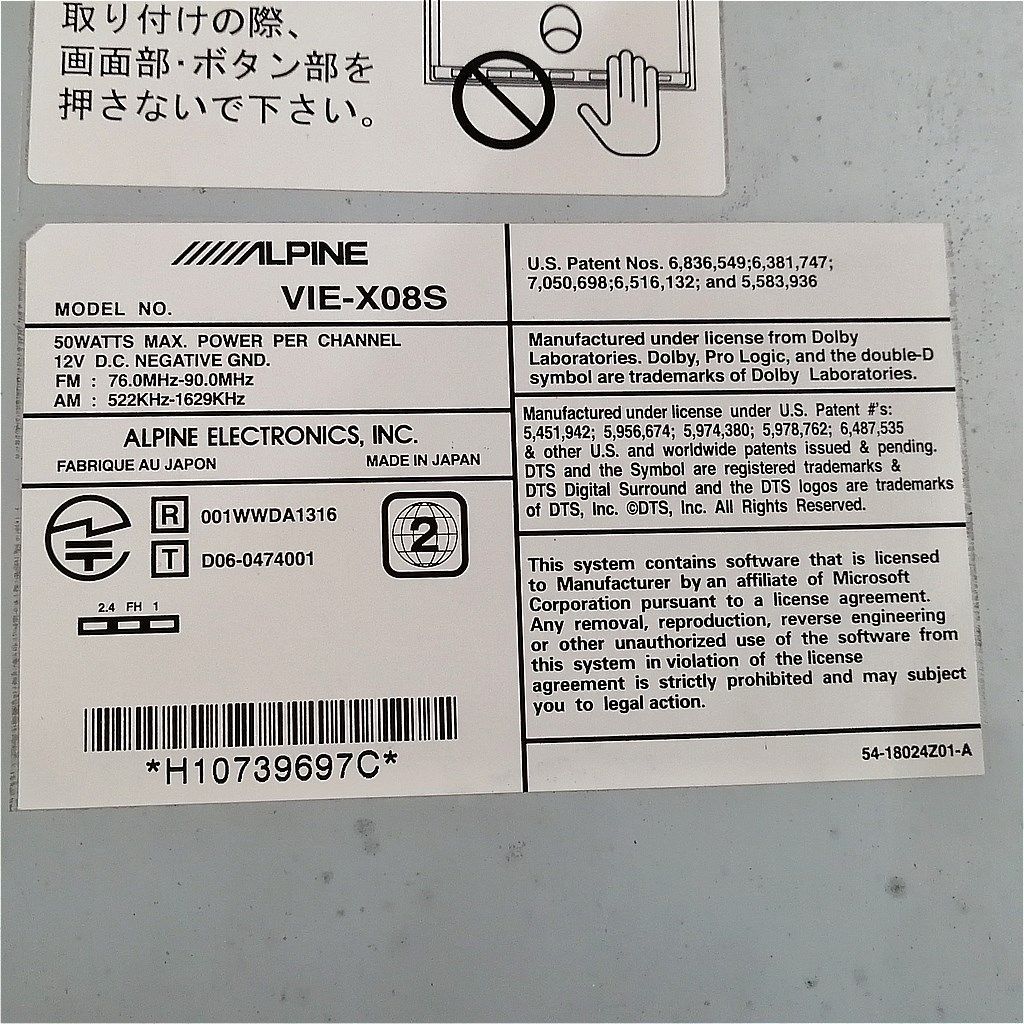 取り付けの際、
画面部・ボタン部を
押さないで下さい。
ALPINE
MODEL NO. VIE-X08S
50WATTS MAX. POWER PER CHANNEL
12V D.C. NEGATIVE GND.
FM : 76.0MHz-90.0MHz
AM : 522KHz-1629KHz
ALPINE ELECTRONICS, INC.
FABRIQUE AU JAPON MADE IN JAPAN
R 001WWDA1316
T D06-0474001
2
2.4 FH 1
*H10739697C*
U.S. Patent Nos. 6,836,549;6,381,747;
7,050,698;6,516,132; and 5,583,936
Manufactured under license from Dolby
Laboratories. Dolby, Pro Logic, and the double-D
symbol are trademarks of Dolby Laboratories.
Manufactured under license under U.S. Patent #'s:
5,451,942; 5,956,674; 5,974,380; 5,978,762; 6,487,535
& other U.S. and worldwide patents issued & pending.
DTS and the Symbol are registered trademarks &
DTS Digital Surround and the DTS logos are trademarks
of DTS, Inc. ©DTS, Inc. All Rights Reserved.
This system contains software that is licensed
to Manufacturer by an affiliate of Microsoft
Corporation pursuant to a license agreement.
Any removal, reproduction, reverse engineering
or other unauthorized use of the software from
this system in violation of the license
agreement is strictly prohibited and may subject
you to legal action.
54-18024Z01-A